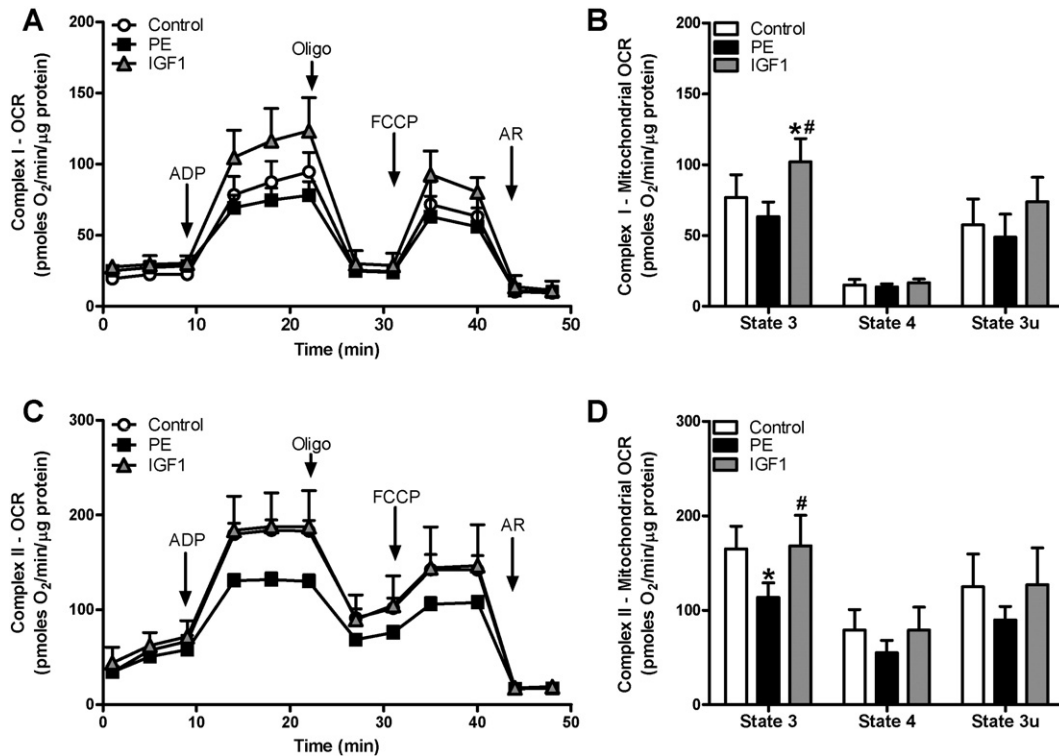 A
Complex I - OCR
(pmoles O₂/min/µg protein)
200
150
100
50
0
Control
PE
IGF1
ADP
Oligo
FCCP
AR
0 10 20 30 40 50
Time (min)
B
Complex I - Mitochondrial OCR
(pmoles O₂/min/µg protein)
200
150
100
50
0
Control
PE
IGF1
*#
State 3 State 4 State 3u
C
Complex II - OCR
(pmoles O₂/min/µg protein)
300
200
100
0
Control
PE
IGF1
ADP
Oligo
FCCP
AR
0 10 20 30 40 50
Time (min)
D
Complex II - Mitochondrial OCR
(pmoles O₂/min/µg protein)
300
200
100
0
Control
PE
IGF1
*
#
State 3 State 4 State 3u